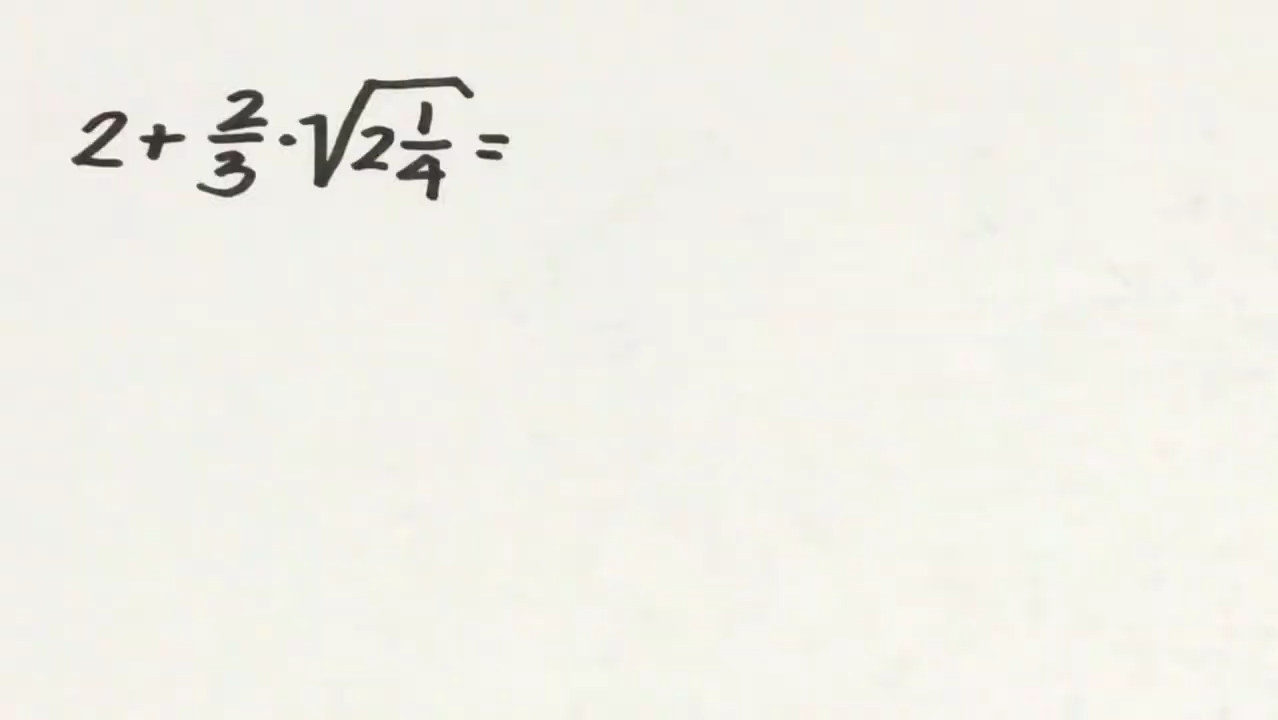 2 + 2/3 · √(2 1/4) =